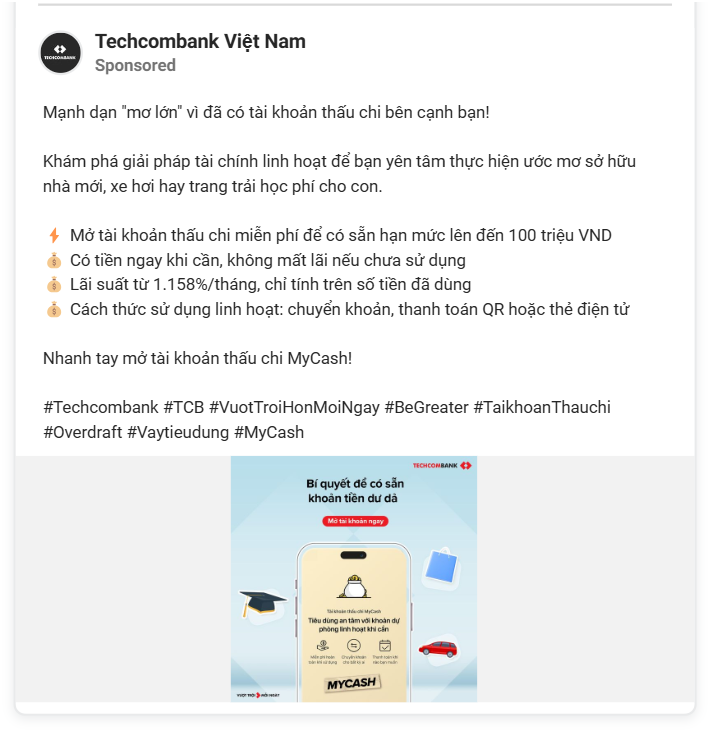 Techcombank Việt Nam
TECHCOMBANK
Sponsored
Mạnh dạn "mơ lớn" vì đã có tài khoản thấu chi bên cạnh bạn!
Khám phá giải pháp tài chính linh hoạt để bạn yên tâm thực hiện ước mơ sở hữu
nhà mới, xe hơi hay trang trải học phí cho con.
⚡ Mở tài khoản thấu chi miễn phí để có sẵn hạn mức lên đến 100 triệu VND
💰 Có tiền ngay khi cần, không mất lãi nếu chưa sử dụng
💰 Lãi suất từ 1.158%/tháng, chỉ tính trên số tiền đã dùng
💰 Cách thức sử dụng linh hoạt: chuyển khoản, thanh toán QR hoặc thẻ điện tử
Nhanh tay mở tài khoản thấu chi MyCash!
#Techcombank #TCB #VuotTroiHonMoiNgay #BeGreater #TaikhoanThauchi
#Overdraft #Vaytieudung #MyCash
TECHCOMBANK
Bí quyết để có sẵn
khoản tiền dư dả
Mở tài khoản ngay
Tài khoản thấu chi MyCash
Tiêu dùng an tâm với khoản dự
phòng linh hoạt khi cần
MYCASH
VƯỢT TRỘI MỖI NGÀY